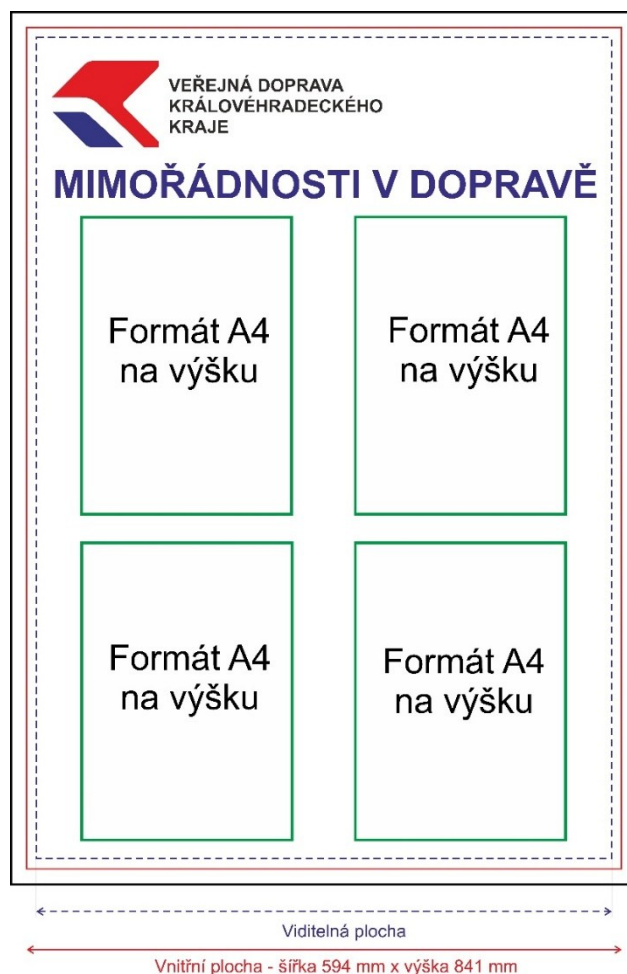 VEŘEJNÁ DOPRAVA
KRÁLOVÉHRADECKÉHO
KRAJE
MIMOŘÁDNOSTI V DOPRAVĚ
Formát A4
na výšku
Formát A4
na výšku
Formát A4
na výšku
Formát A4
na výšku
Viditelná plocha
Vnitřní plocha - šířka 594 mm x výška 841 mm